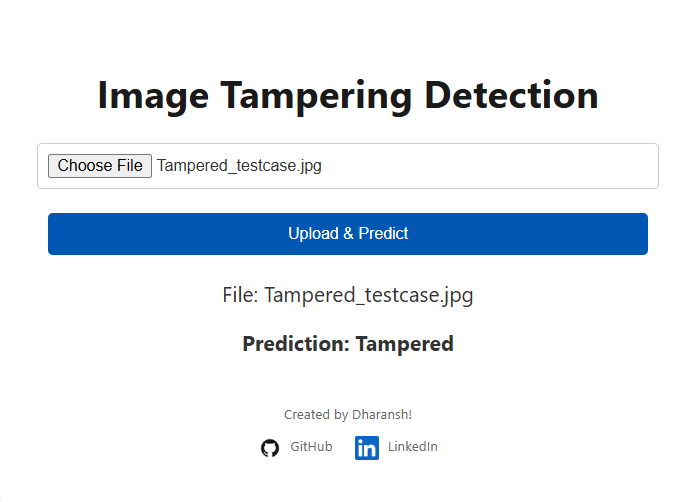 Image Tampering Detection
Choose File Tampered_testcase.jpg
Upload & Predict
File: Tampered_testcase.jpg
Prediction: Tampered
Created by Dharansh!
GitHub LinkedIn